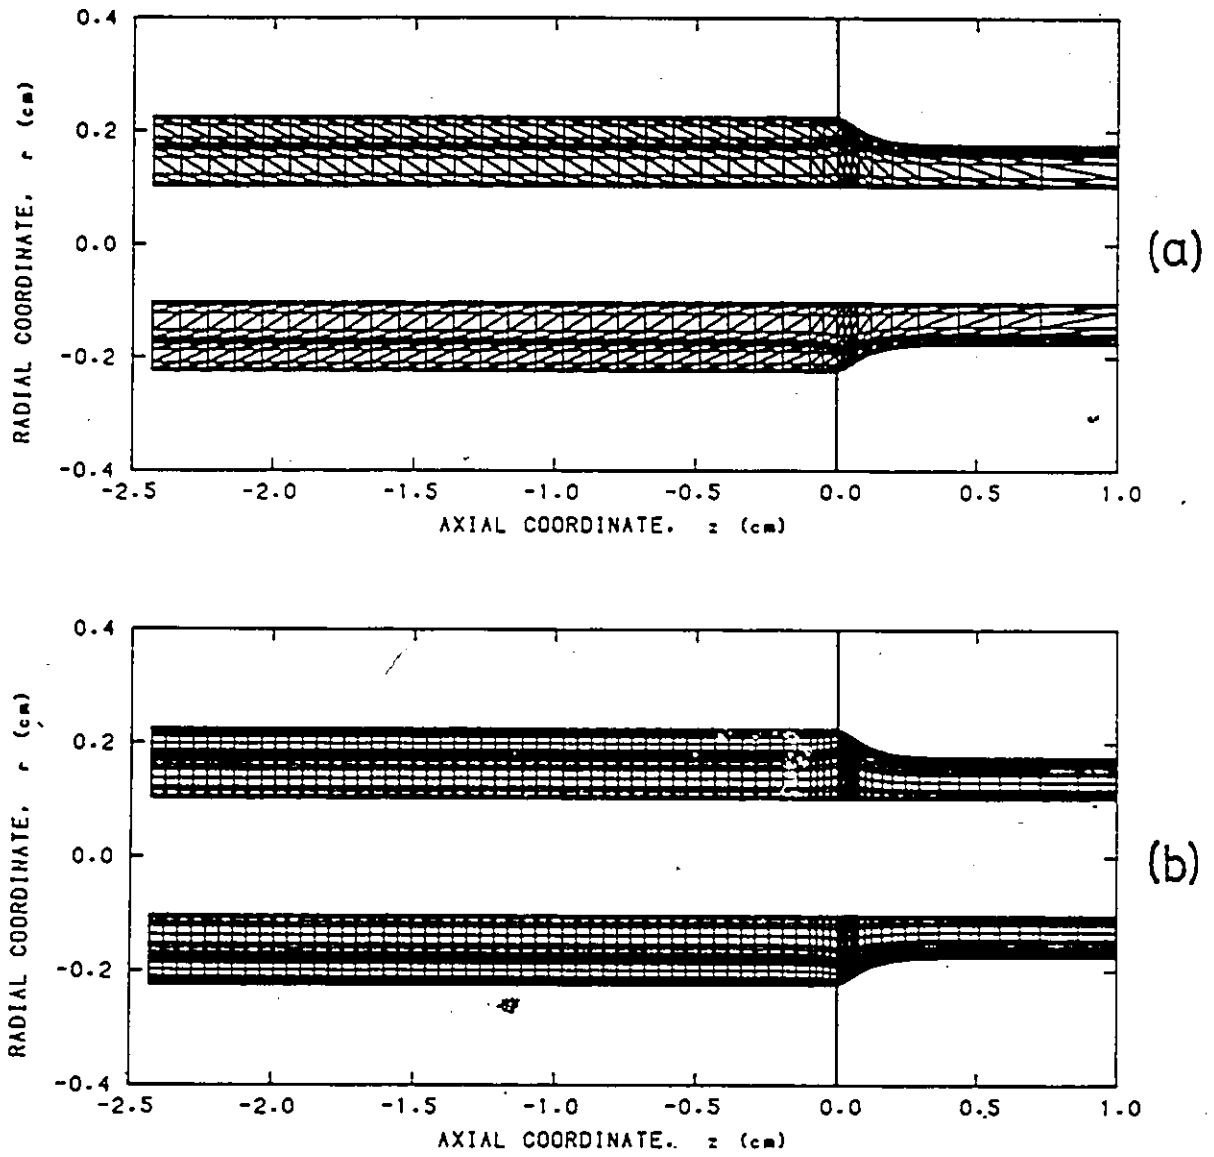 0.4
0.2
0.0
-0.2
-0.4
RADIAL COORDINATE, r (cm)
-2.5 -2.0 -1.5 -1.0 -0.5 0.0 0.5 1.0
AXIAL COORDINATE. z (cm)
(a)
0.4
0.2
0.0
-0.2
-0.4
RADIAL COORDINATE, r (cm)
-2.5 -2.0 -1.5 -1.0 -0.5 0.0 0.5 1.0
AXIAL COORDINATE. z (cm)
(b)